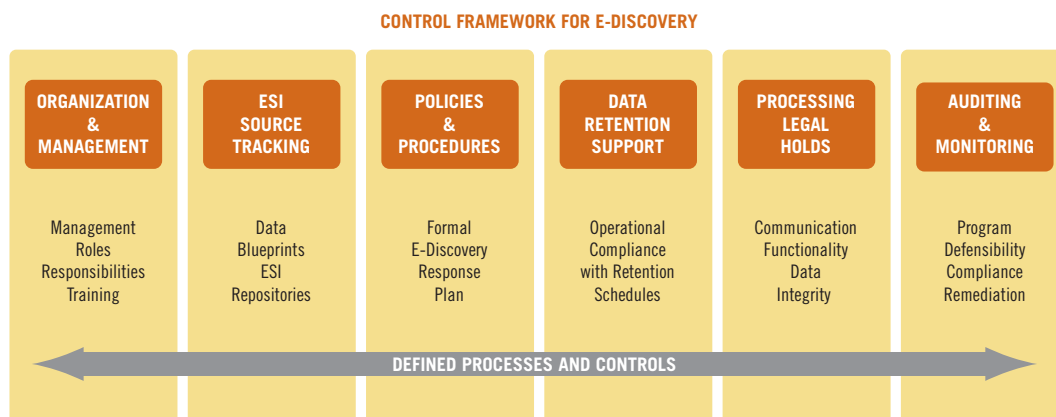 CONTROL FRAMEWORK FOR E-DISCOVERY
ORGANIZATION
&
MANAGEMENT
Management
Roles
Responsibilities
Training
ESI
SOURCE
TRACKING
Data
Blueprints
ESI
Repositories
POLICIES
&
PROCEDURES
Formal
E-Discovery
Response
Plan
DATA
RETENTION
SUPPORT
Operational
Compliance
with Retention
Schedules
PROCESSING
LEGAL
HOLDS
Communication
Functionality
Data
Integrity
AUDITING
&
MONITORING
Program
Defensibility
Compliance
Remediation
DEFINED PROCESSES AND CONTROLS